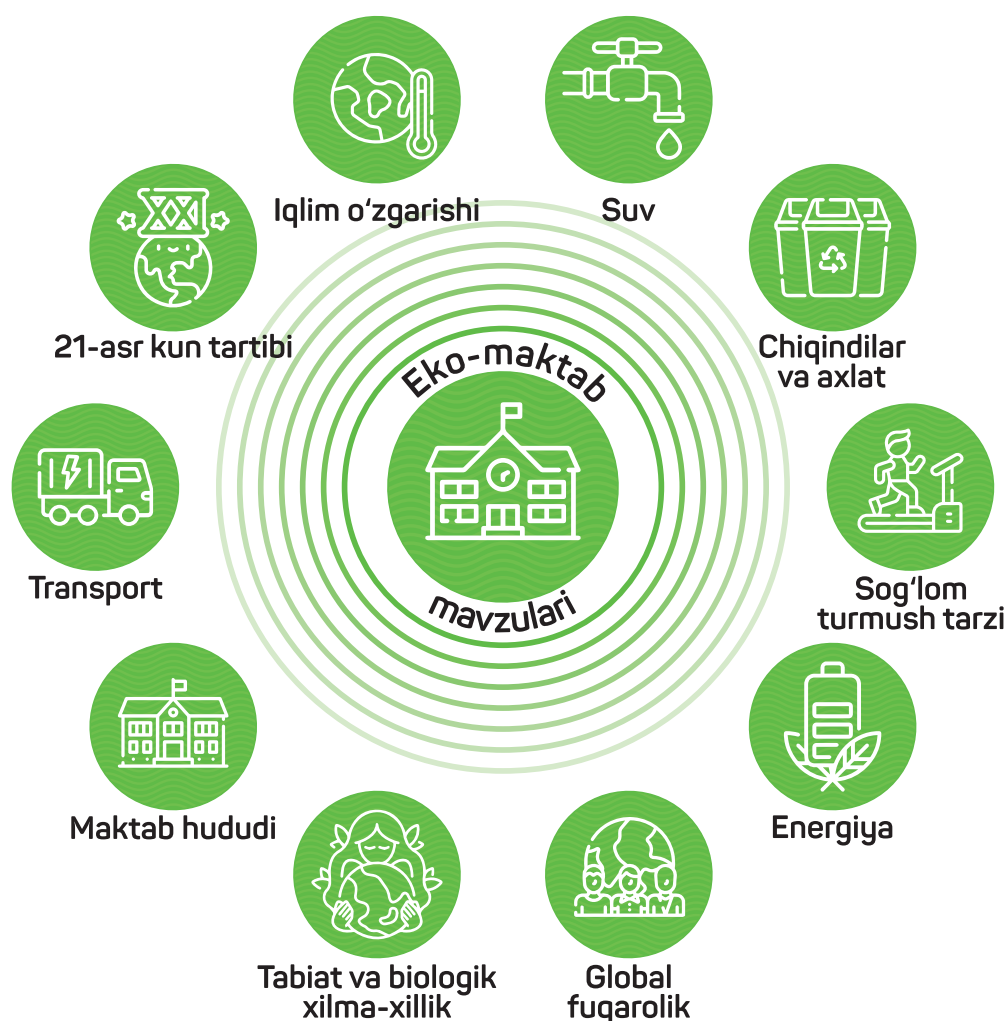 Iqlim o‘zgarishi
Suv
21-asr kun tartibi
Chiqindilar
va axlat
Eko-maktab
mavzulari
Transport
Sog‘lom
turmush tarzi
Maktab hududi
Energiya
Tabiat va biologik
xilma-xillik
Global
fuqarolik
XXI